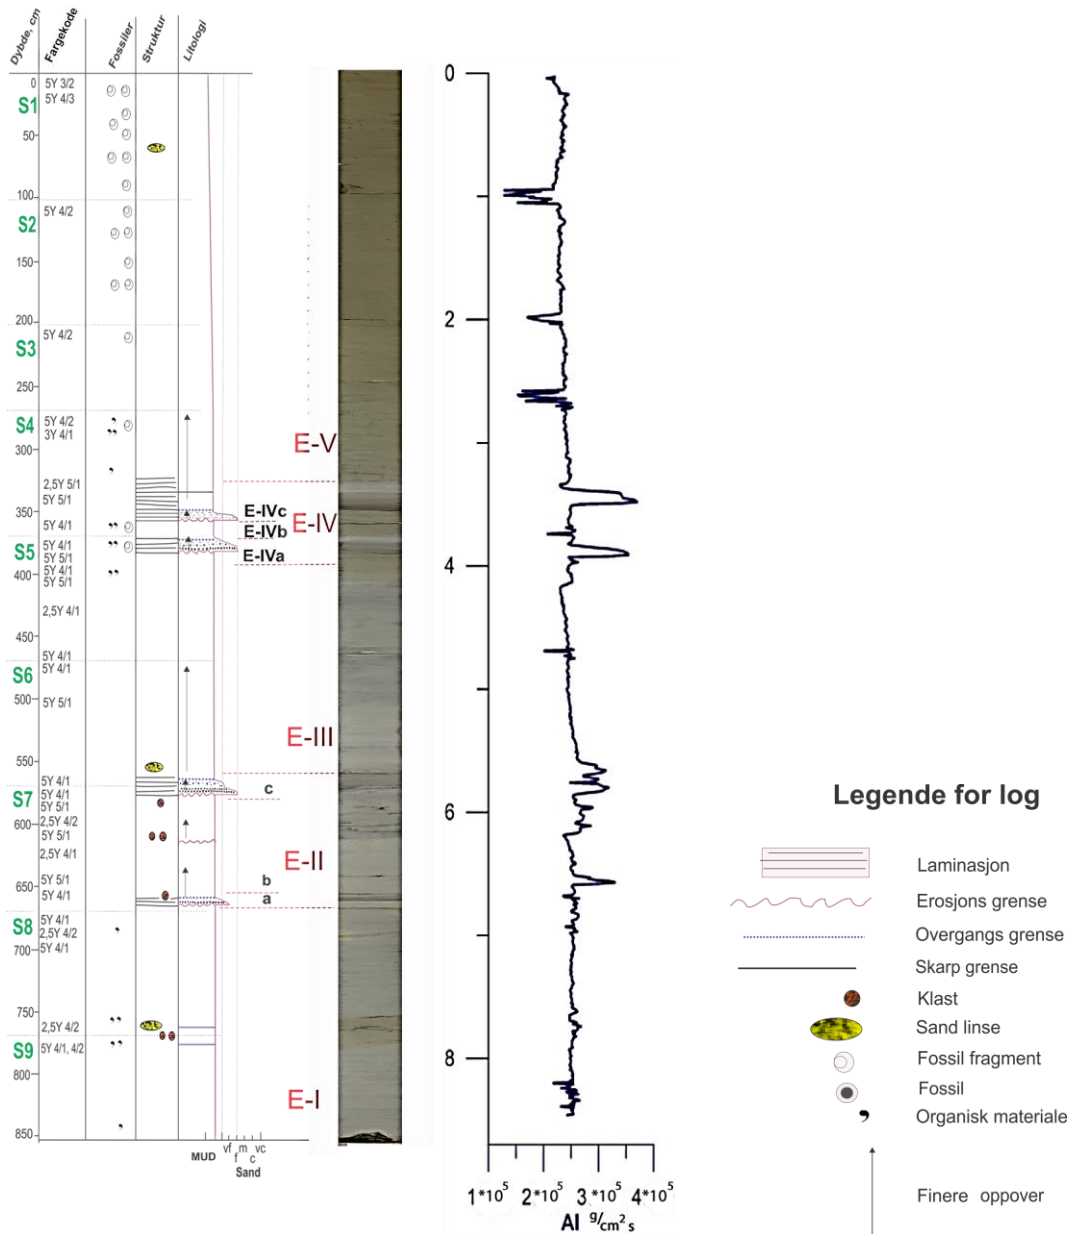 Dybde, cm
Fargekode
Fossiler
Struktur
Litologi
0
5Y 3/2
5Y 4/3
S1
50
100
5Y 4/2
S2
150
200
5Y 4/2
S3
250
S4
5Y 4/2
3Y 4/1
300
E-V
2,5Y 5/1
5Y 5/1
350
E-IVc
E-IV
5Y 4/1
E-IVb
S5
5Y 4/1
5Y 5/1
E-IVa
5Y 4/1
400
5Y 5/1
2,5Y 4/1
450
5Y 4/1
S6
5Y 4/1
500
5Y 5/1
E-III
550
5Y 4/1
S7
5Y 4/1
c
5Y 5/1
600
2,5Y 4/2
5Y 5/1
2,5Y 4/1
E-II
650
5Y 5/1
b
5Y 4/1
a
S8
5Y 4/1
2,5Y 4/2
700
5Y 4/1
750
2,5Y 4/2
S9
5Y 4/1, 4/2
800
E-I
850
MUD
vf
f
m
c
vc
Sand
0
2
4
6
8
1*10⁵
2*10⁵
3*10⁵
4*10⁵
Al g/cm² s
Legende for log
Laminasjon
Erosjons grense
Overgangs grense
Skarp grense
Klast
Sand linse
Fossil fragment
Fossil
Organisk materiale
Finere oppover